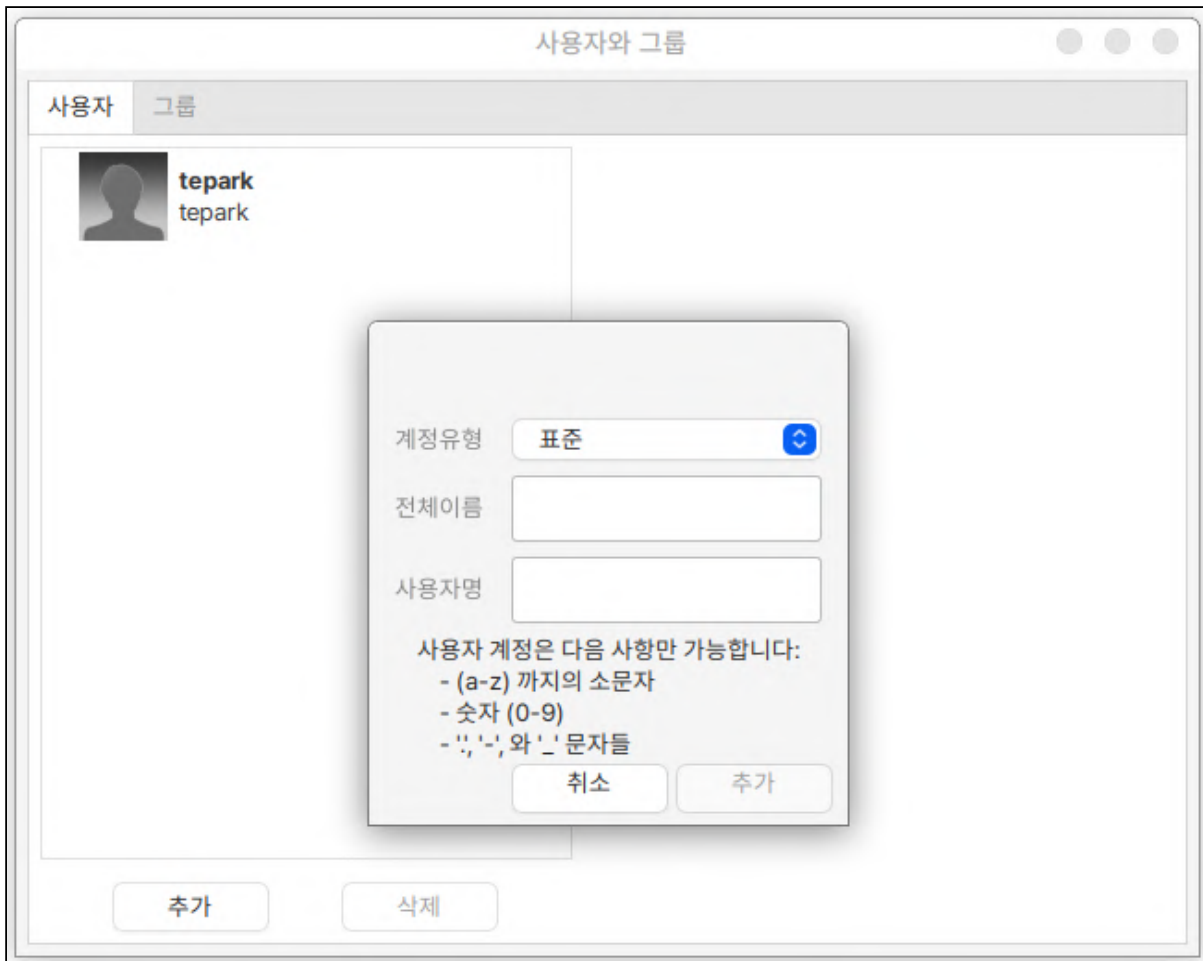 사용자와 그룹
사용자 그룹
tepark
tepark
계정유형 표준
전체이름
사용자명
사용자 계정은 다음 사항만 가능합니다:
- (a-z) 까지의 소문자
- 숫자 (0-9)
- '.', '-', 와 '_' 문자들
취소 추가
추가 삭제